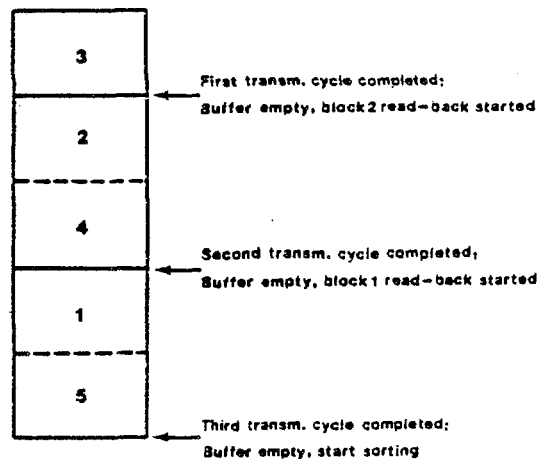 3
First transm. cycle completed;
Buffer empty, block 2 read-back started
2
4
Second transm. cycle completed;
Buffer empty, block 1 read-back started
1
5
Third transm. cycle completed;
Buffer empty, start sorting